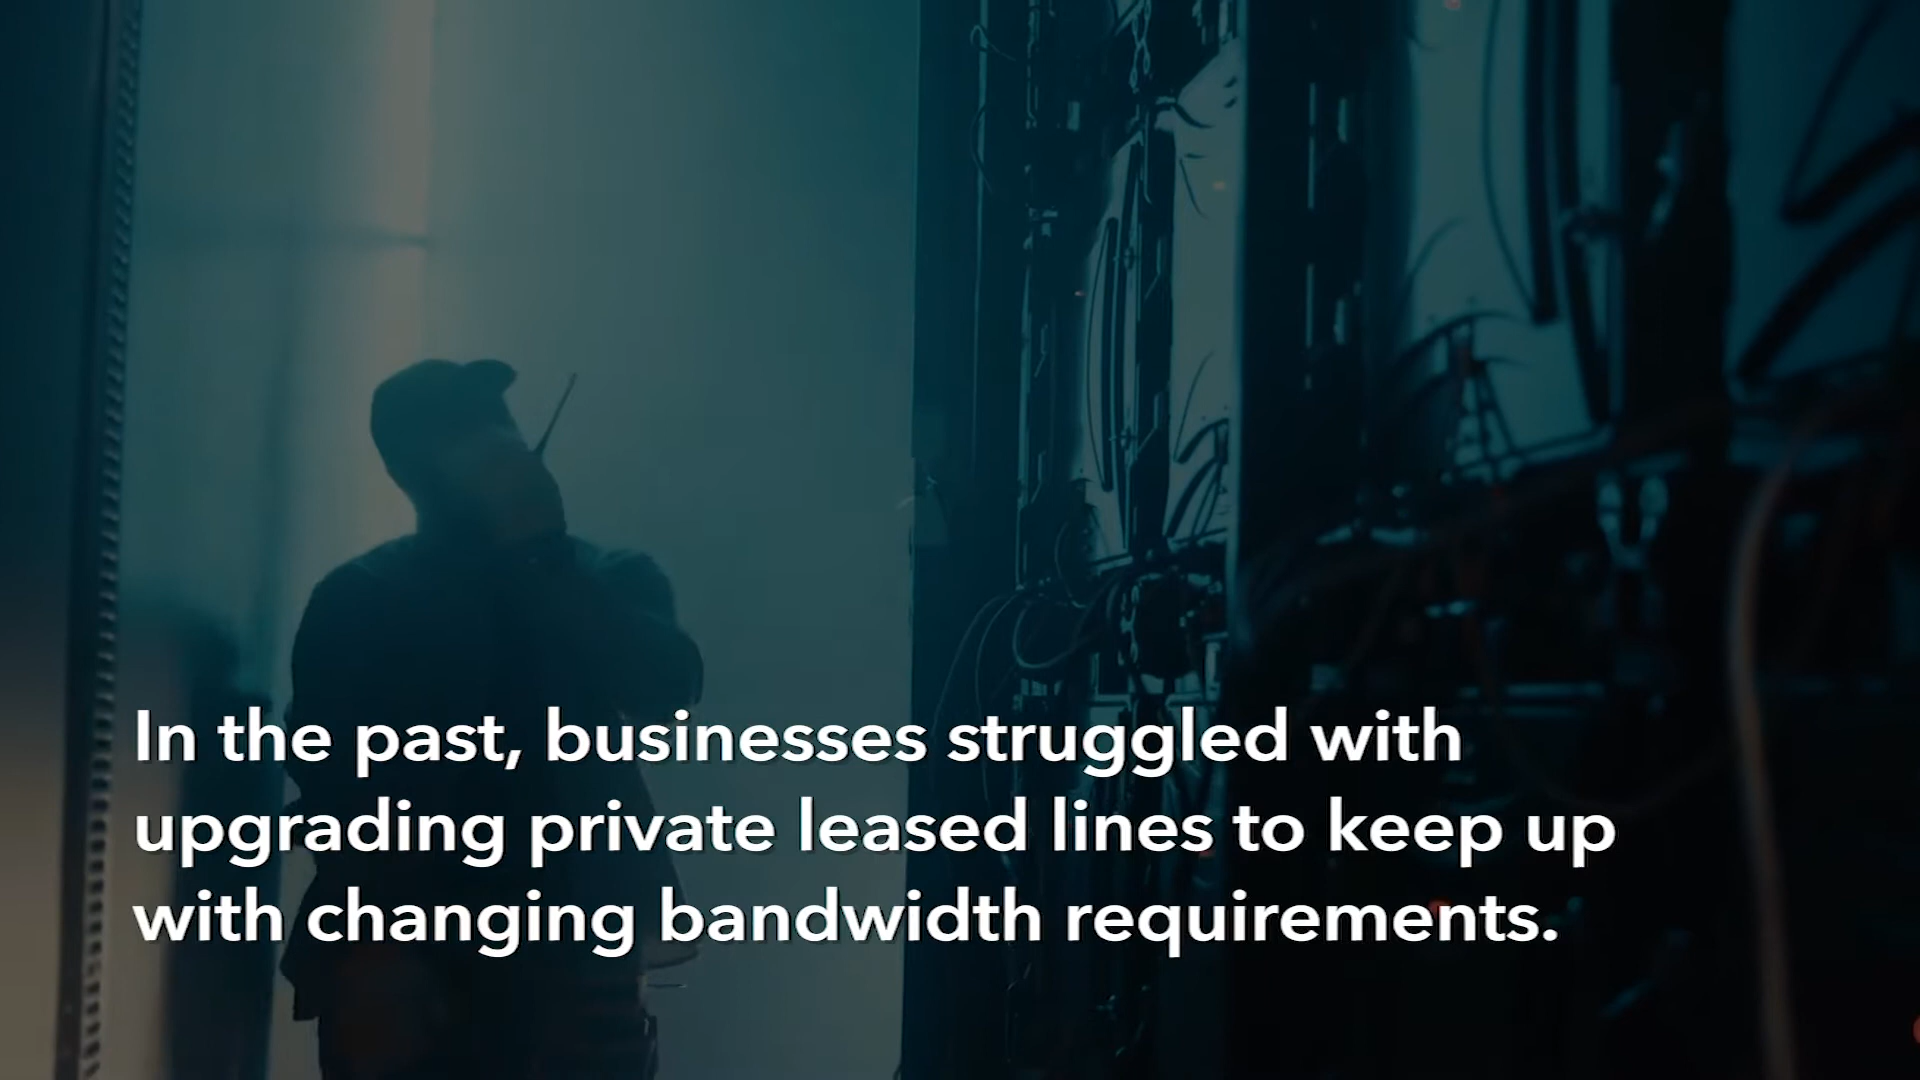 In the past, businesses struggled with
upgrading private leased lines to keep up
with changing bandwidth requirements.